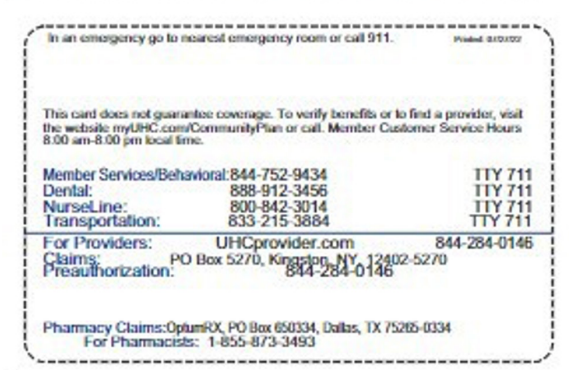 In an emergency go to nearest emergency room or call 911. Printed:
This card does not guarantee coverage. To verify benefits or to find a provider, visit
the website myUHC.com/CommunityPlan or call. Member Customer Service Hours
8:00 am-8:00 pm local time.
Member Services/Behavioral: 844-752-9434 TTY 711
Dental: 888-912-3456 TTY 711
NurseLine: 800-842-3014 TTY 711
Transportation: 833-215-3884 TTY 711
For Providers: UHCprovider.com 844-284-0146
Claims: PO Box 5270, Kingston, NY, 12402-5270
Preauthorization: 844-284-0146
Pharmacy Claims: OptumRX, PO Box 650334, Dallas, TX 75265-0334
For Pharmacists: 1-855-873-3493